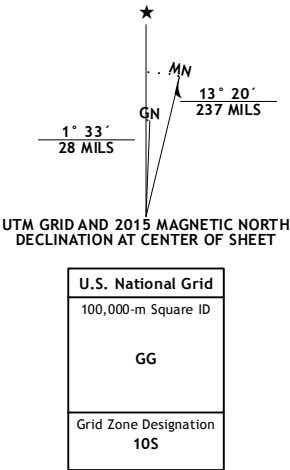 ★
MN
GN
13° 20´
237 MILS
1° 33´
28 MILS
UTM GRID AND 2015 MAGNETIC NORTH
DECLINATION AT CENTER OF SHEET
U.S. National Grid
100,000-m Square ID
GG
Grid Zone Designation
10S